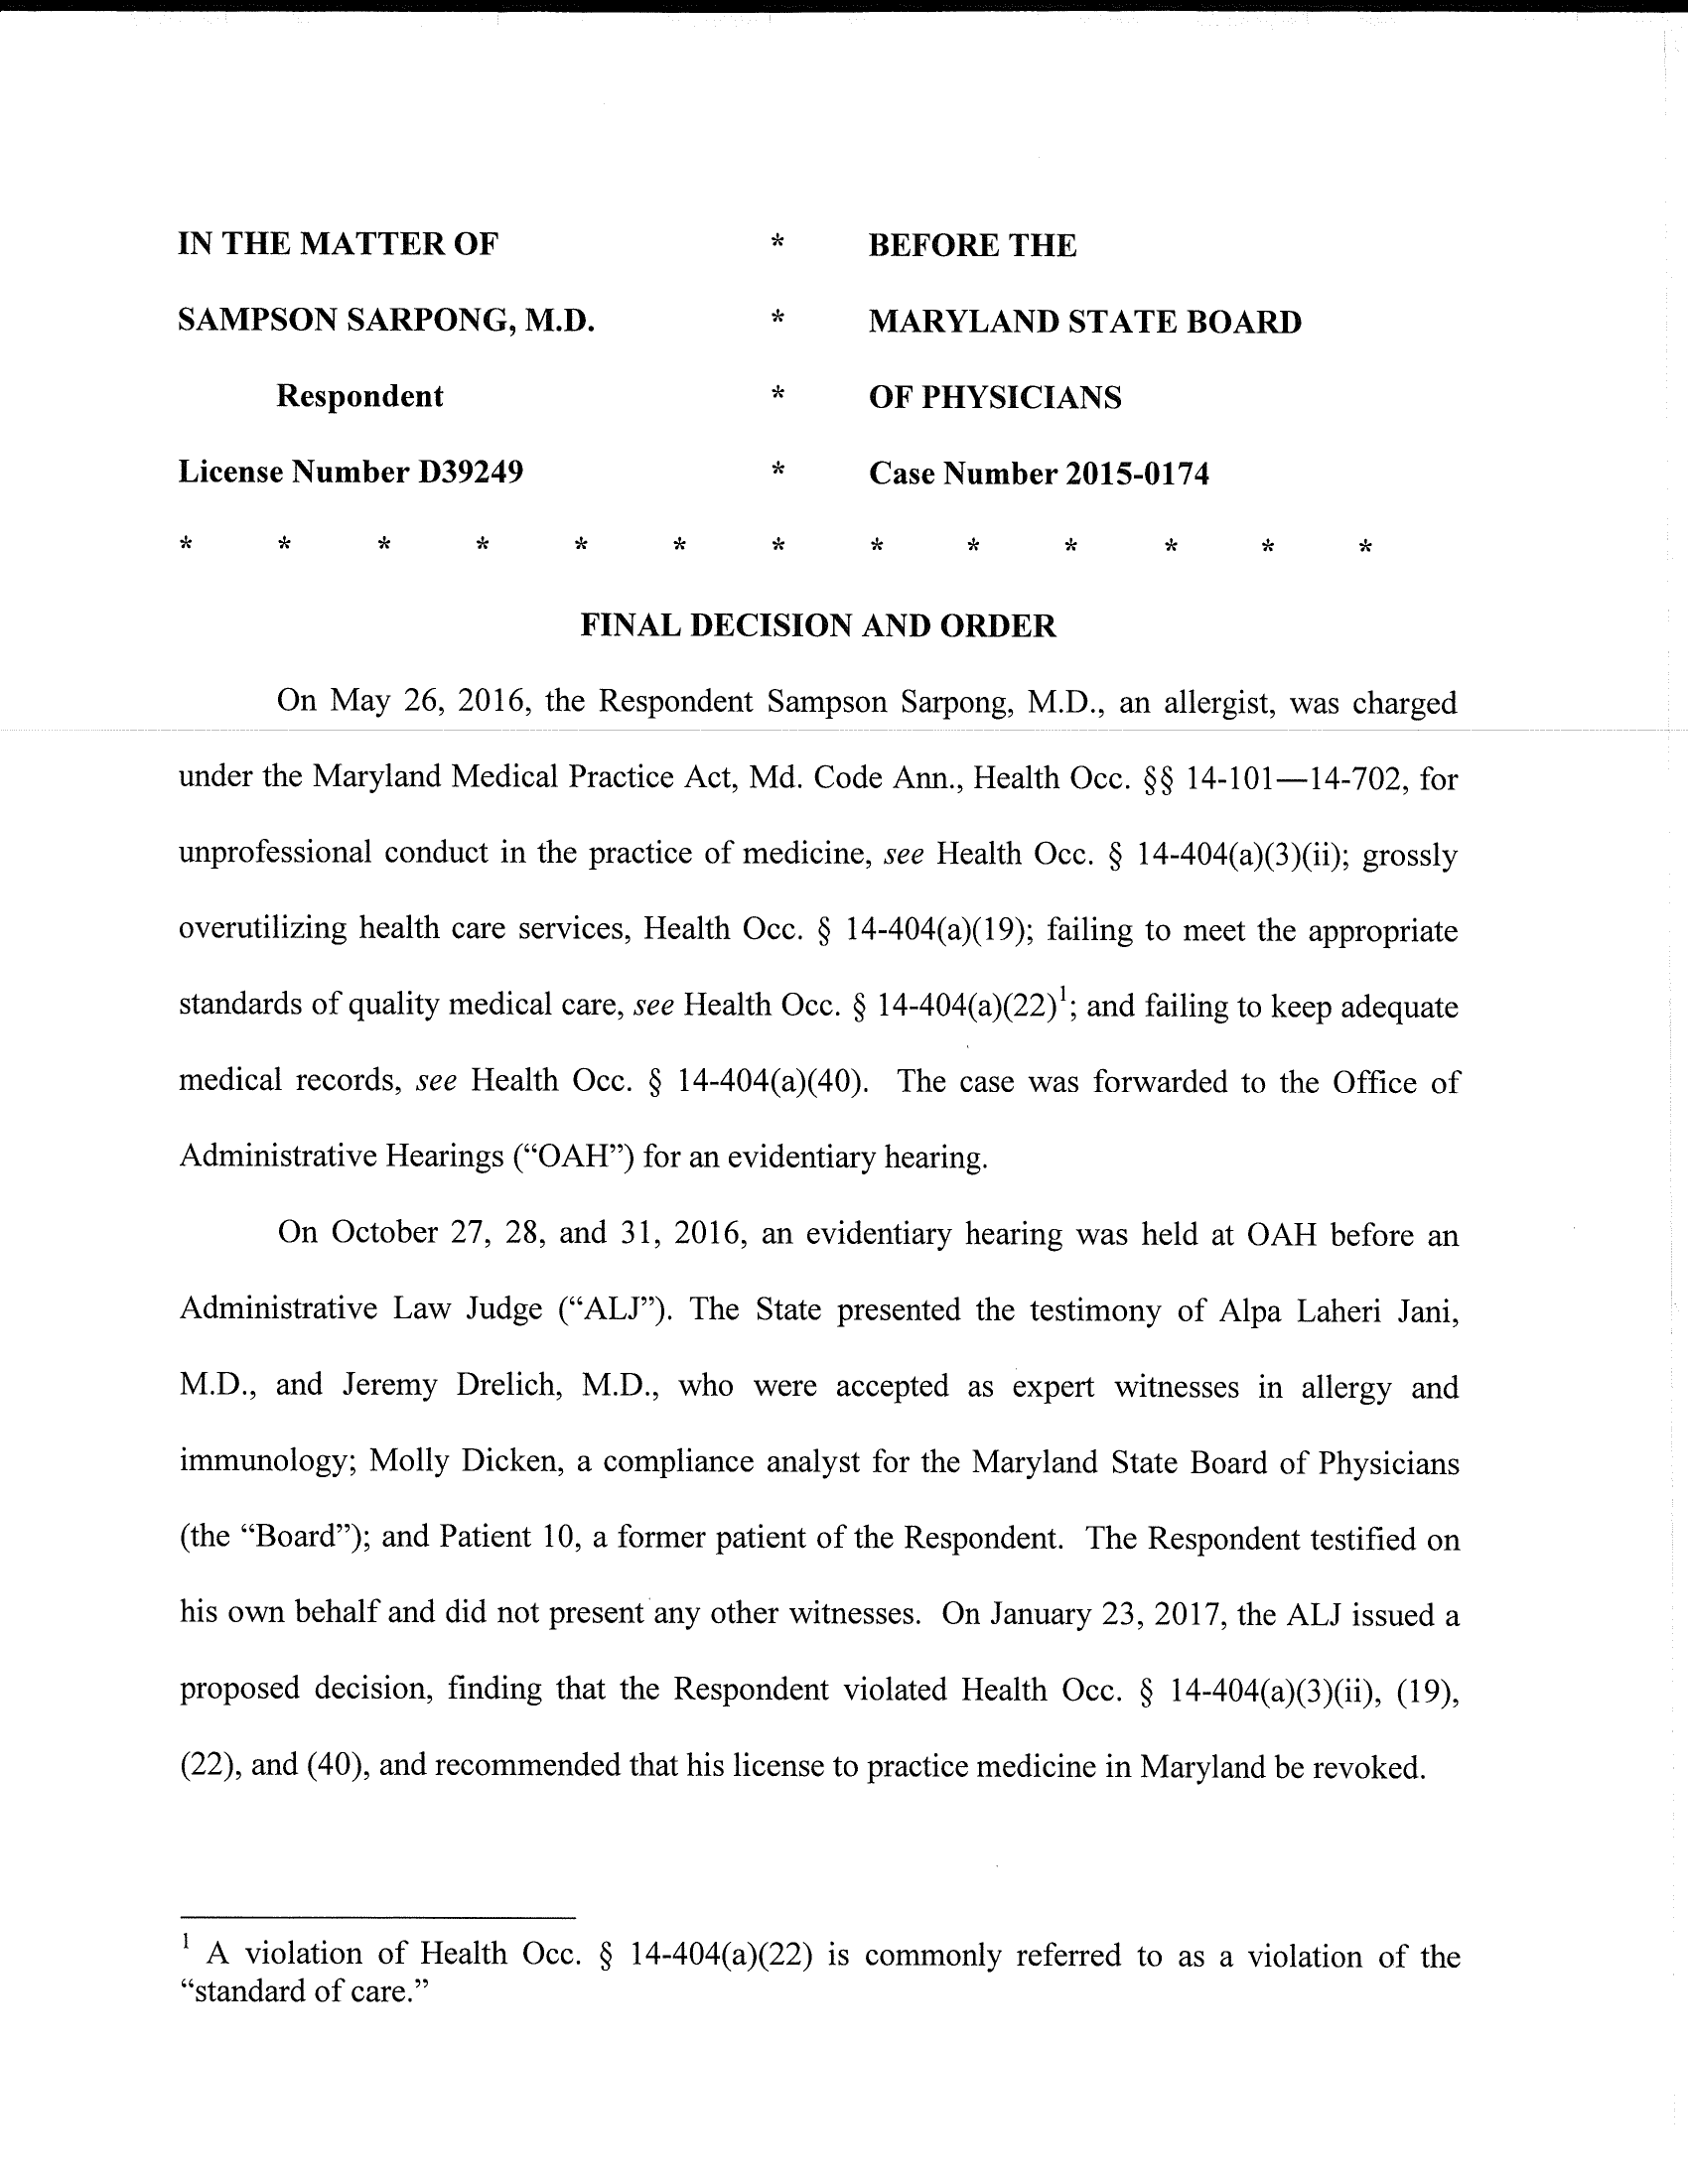 IN THE MATTER OF * BEFORE THE
SAMPSON SARPONG, M.D. * MARYLAND STATE BOARD
Respondent * OF PHYSICIANS
License Number D39249 * Case Number 2015-0174
* * * * * * * * * * * * *
FINAL DECISION AND ORDER
On May 26, 2016, the Respondent Sampson Sarpong, M.D., an allergist, was charged
under the Maryland Medical Practice Act, Md. Code Ann., Health Occ. §§ 14-101—14-702, for
unprofessional conduct in the practice of medicine, see Health Occ. § 14-404(a)(3)(ii); grossly
overutilizing health care services, Health Occ. § 14-404(a)(19); failing to meet the appropriate
standards of quality medical care, see Health Occ. § 14-404(a)(22)¹; and failing to keep adequate
medical records, see Health Occ. § 14-404(a)(40). The case was forwarded to the Office of
Administrative Hearings (“OAH”) for an evidentiary hearing.
On October 27, 28, and 31, 2016, an evidentiary hearing was held at OAH before an
Administrative Law Judge (“ALJ”). The State presented the testimony of Alpa Laheri Jani,
M.D., and Jeremy Drelich, M.D., who were accepted as expert witnesses in allergy and
immunology; Molly Dicken, a compliance analyst for the Maryland State Board of Physicians
(the “Board”); and Patient 10, a former patient of the Respondent. The Respondent testified on
his own behalf and did not present any other witnesses. On January 23, 2017, the ALJ issued a
proposed decision, finding that the Respondent violated Health Occ. § 14-404(a)(3)(ii), (19),
(22), and (40), and recommended that his license to practice medicine in Maryland be revoked.
¹ A violation of Health Occ. § 14-404(a)(22) is commonly referred to as a violation of the
“standard of care.”